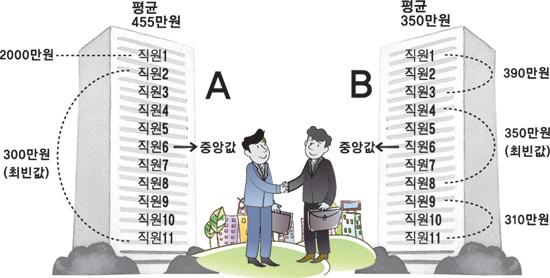 평균
455만원
2000만원
직원1
직원2
직원3
직원4
직원5
직원6
직원7
직원8
직원9
직원10
직원11
300만원
(최빈값)
A
중앙값
평균
350만원
B
중앙값
직원1
직원2
직원3
직원4
직원5
직원6
직원7
직원8
직원9
직원10
직원11
390만원
350만원
(최빈값)
310만원